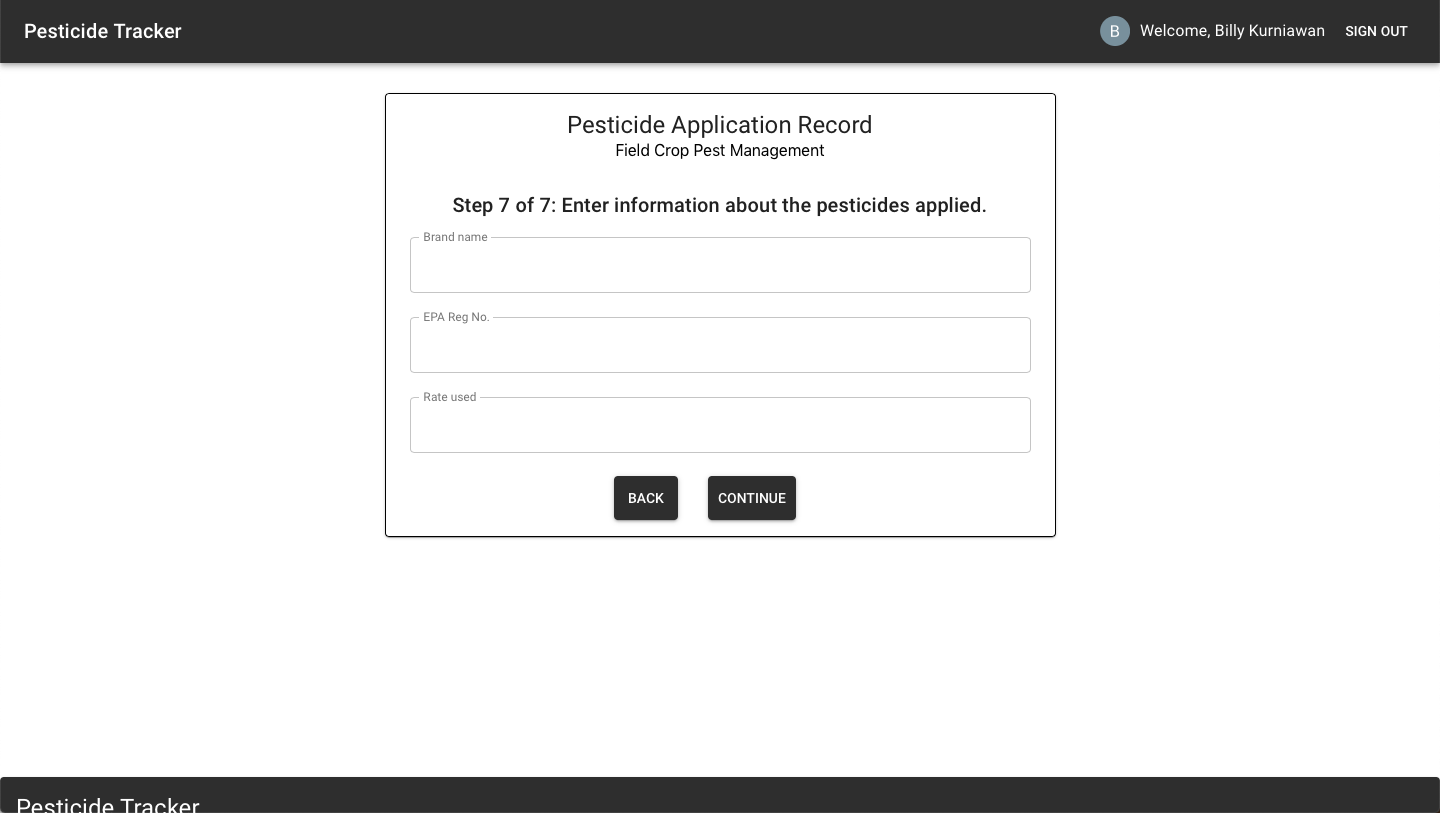 Pesticide Tracker
B Welcome, Billy Kurniawan SIGN OUT
Pesticide Application Record
Field Crop Pest Management
Step 7 of 7: Enter information about the pesticides applied.
Brand name
EPA Reg No.
Rate used
BACK CONTINUE
Pesticide Tracker